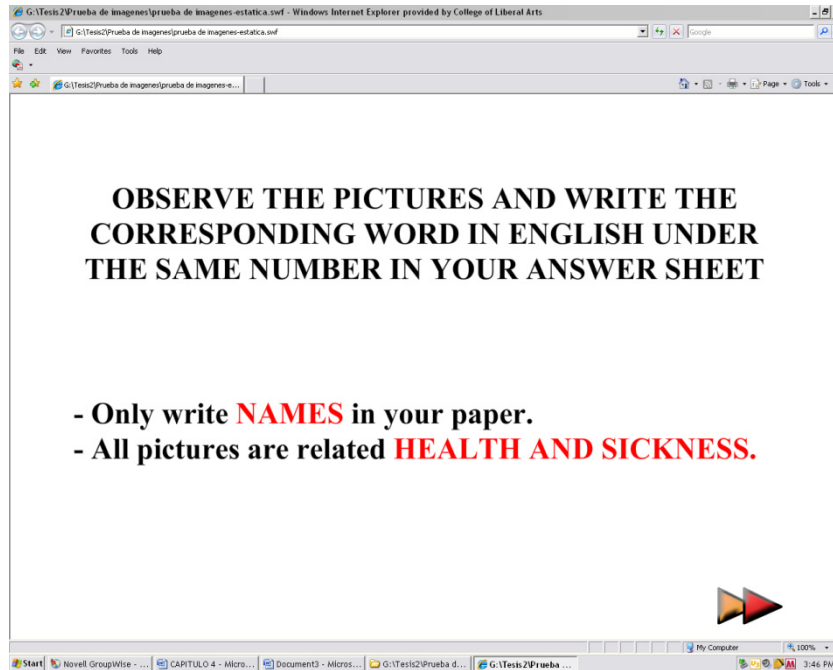 G:\Tesis2\Prueba de imagenes\prueba de imagenes-estatica.swf - Windows Internet Explorer provided by College of Liberal Arts
G:\Tesis2\Prueba de imagenes\prueba de imagenes-estatica.swf
Google
File Edit View Favorites Tools Help
G:\Tesis2\Prueba de imagenes\prueba de imagenes-e...
Page Tools
OBSERVE THE PICTURES AND WRITE THE
CORRESPONDING WORD IN ENGLISH UNDER
THE SAME NUMBER IN YOUR ANSWER SHEET
- Only write NAMES in your paper.
- All pictures are related HEALTH AND SICKNESS.
My Computer 100%
Start Novell GroupWise - ... CAPITULO 4 - Micro... Document3 - Micros... G:\Tesis2\Prueba d... G:\Tesis2\Prueba ... 3:46 PM